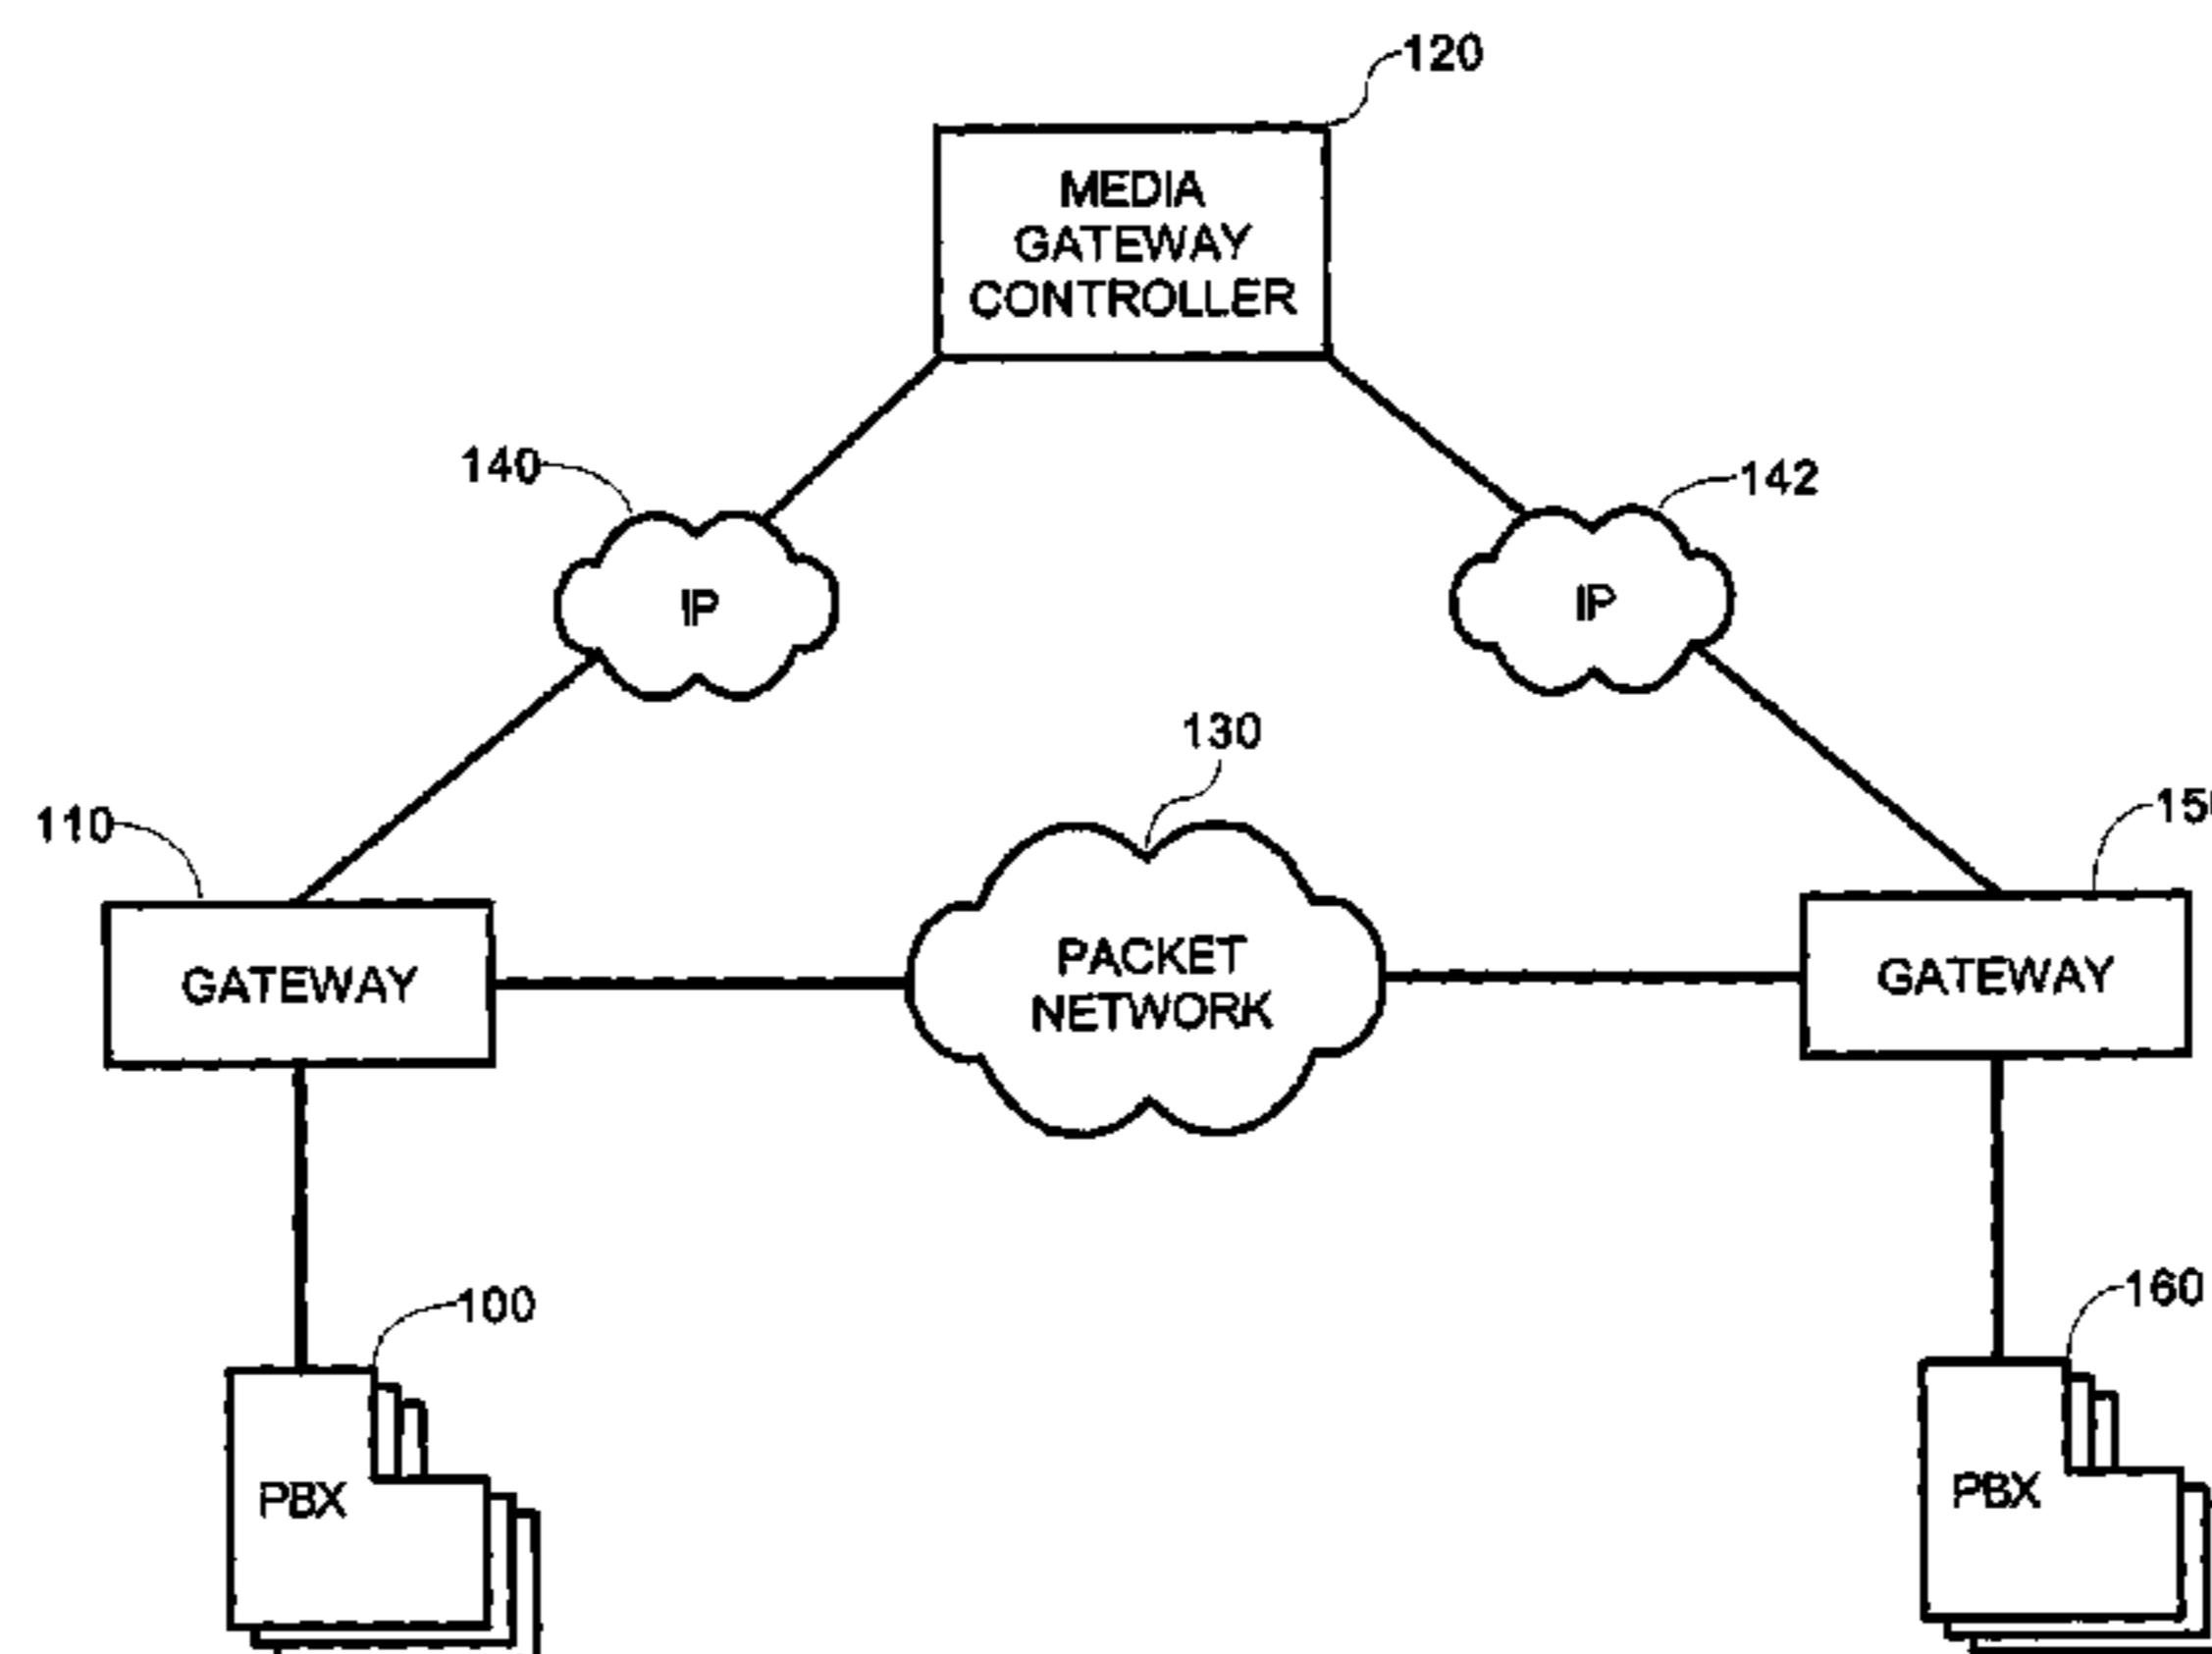 120
MEDIA
GATEWAY
CONTROLLER
140
142
IP
IP
130
110
GATEWAY
PACKET
NETWORK
GATEWAY
100
160
PBX
PBX